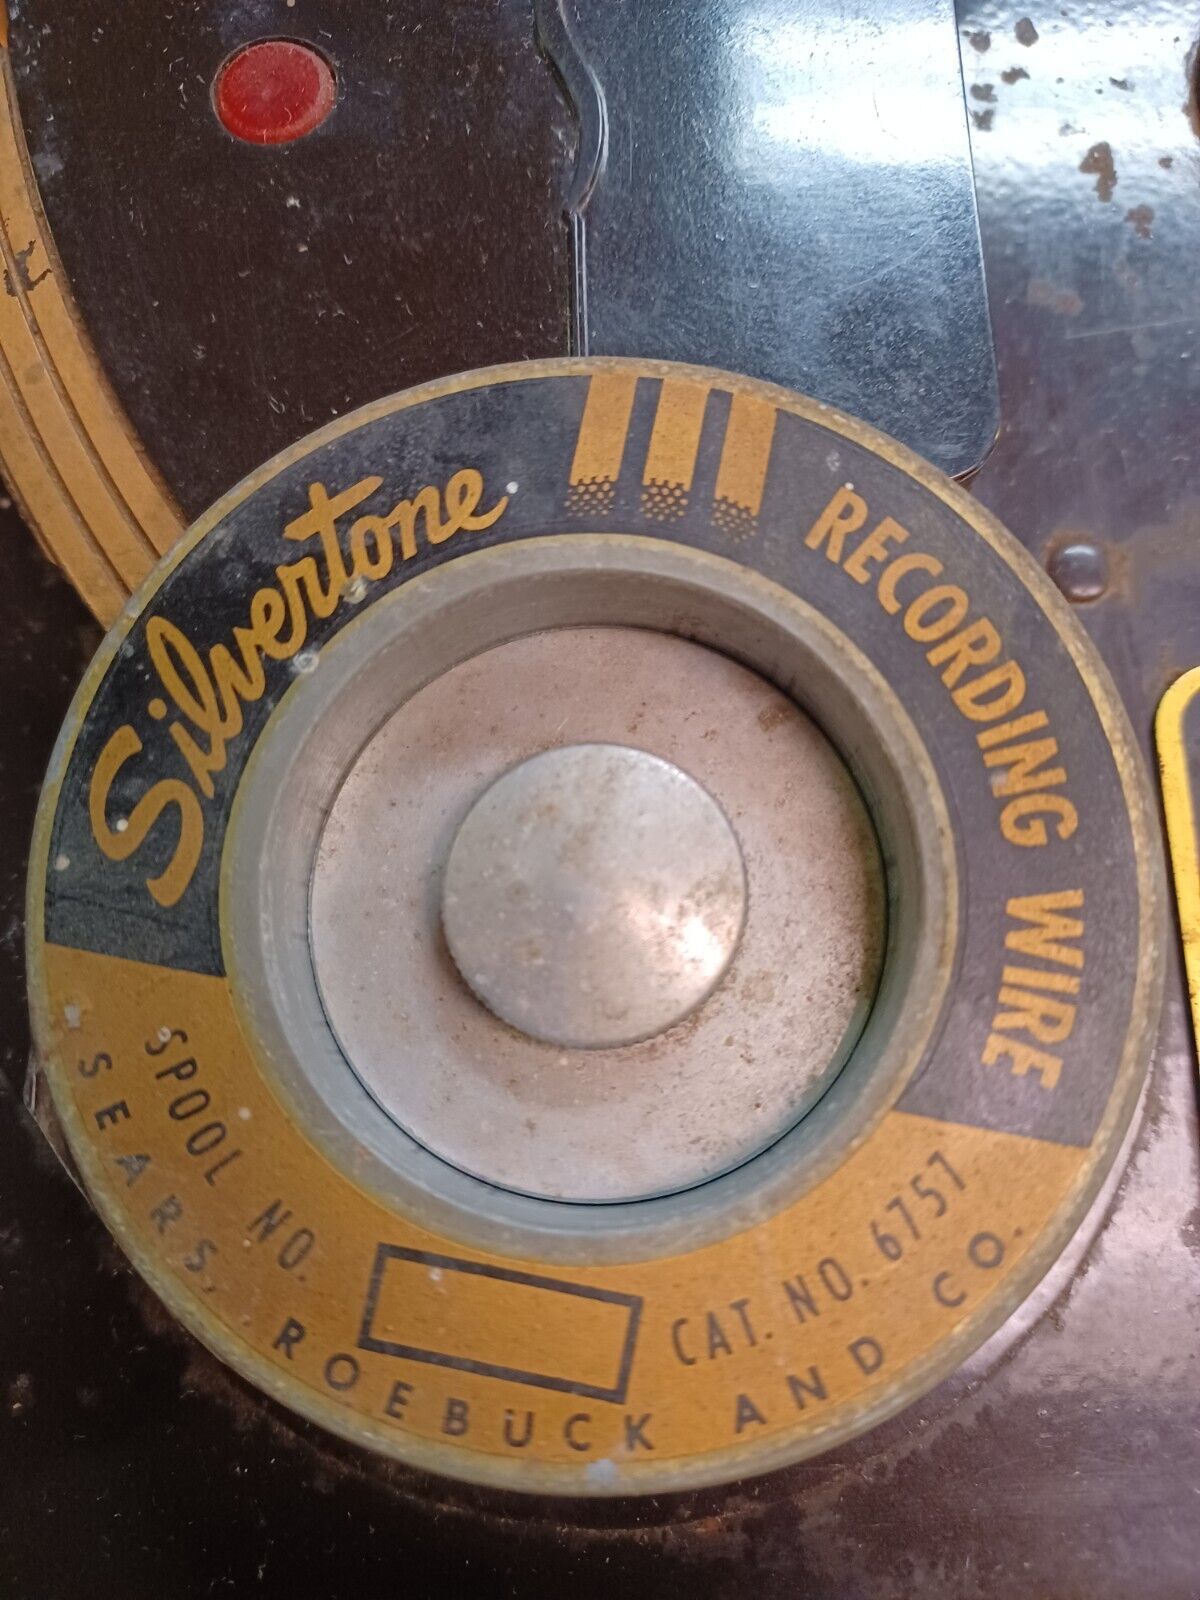 Silvertone
RECORDING WIRE
SPOOL NO.
CAT. NO. 6757
SEARS, ROEBUCK AND CO.